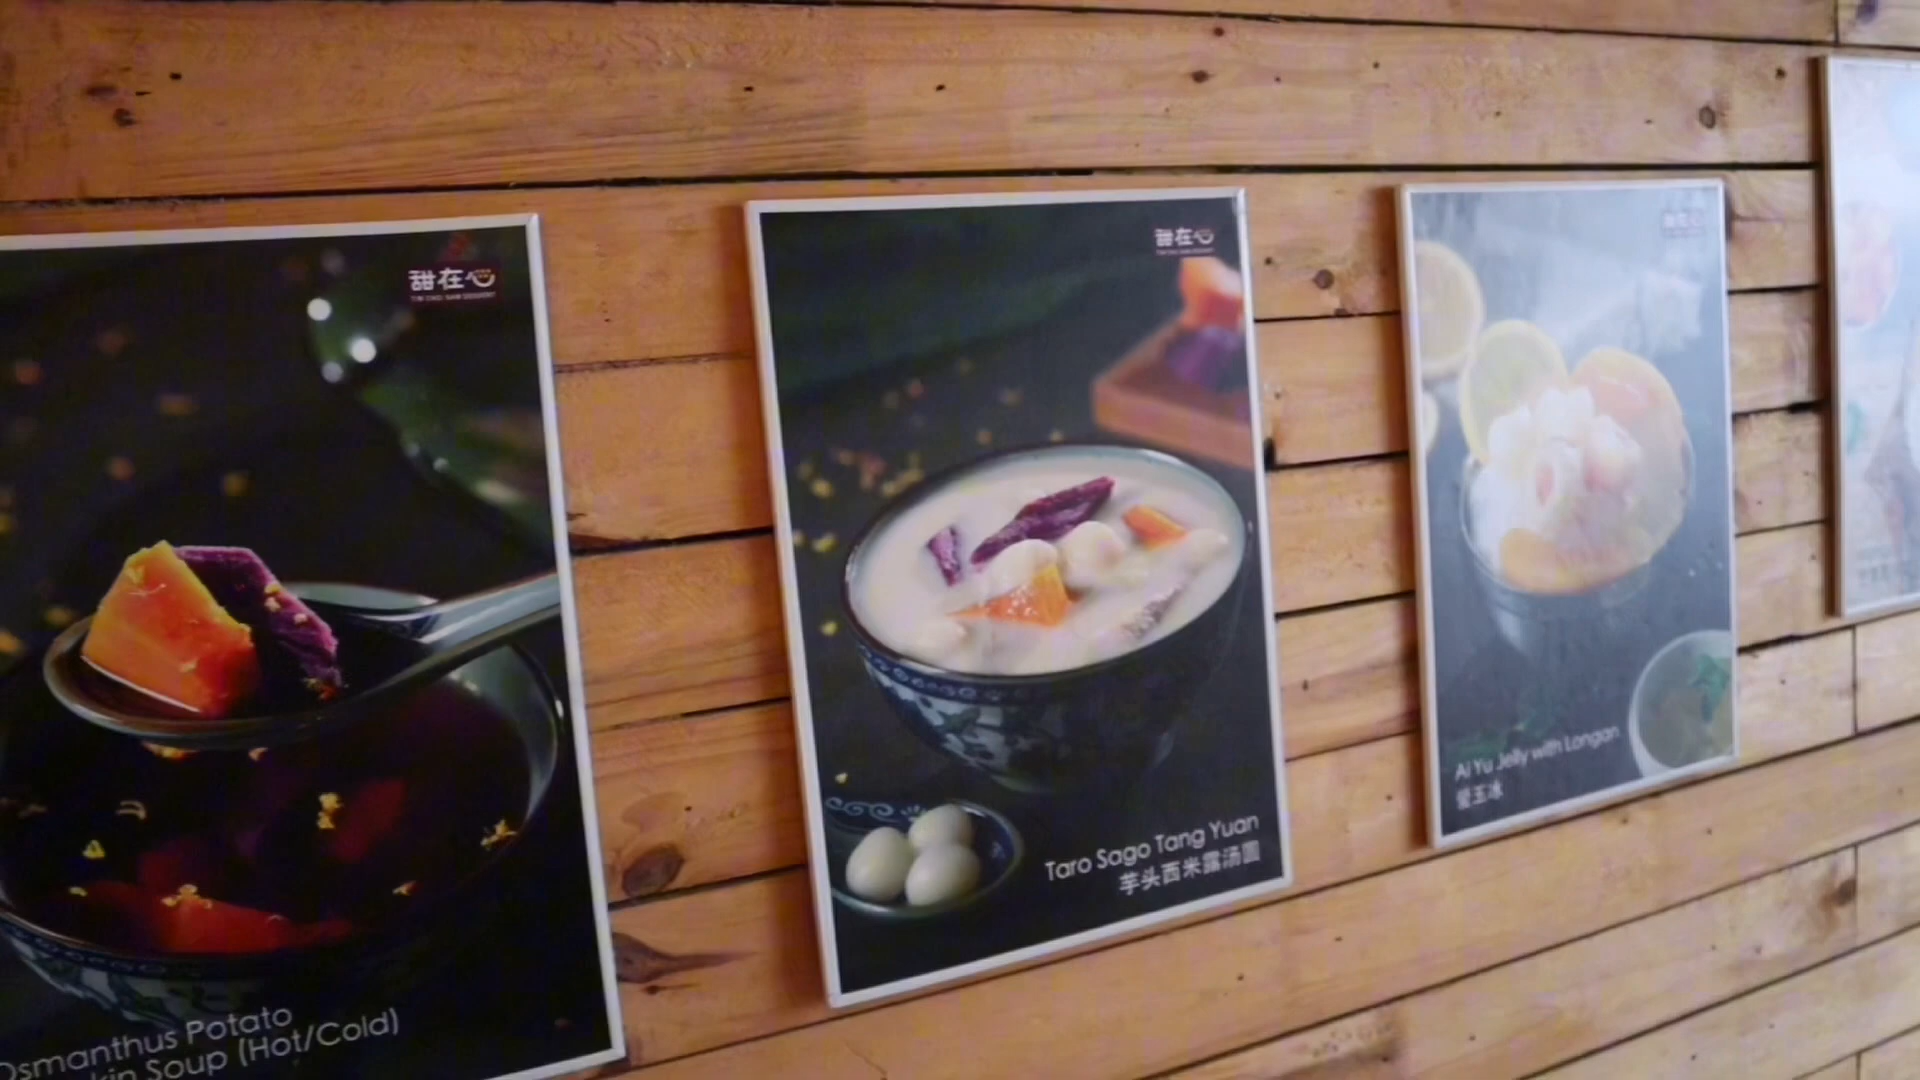 甜在心
Osmanthus Potato
Soup (Hot/Cold)
甜在心
Taro Sago Tang Yuan
芋头西米露汤圆
Ai Yu Jelly with Longan
爱玉冰